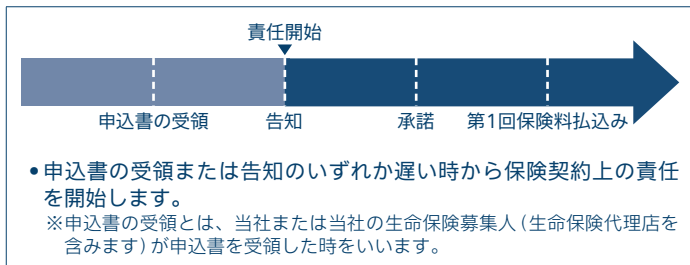 責任開始
申込書の受領 告知 承諾 第1回保険料払込み
•申込書の受領または告知のいずれか遅い時から保険契約上の責任
を開始します。
※申込書の受領とは、当社または当社の生命保険募集人(生命保険代理店を
含みます)が申込書を受領した時をいいます。